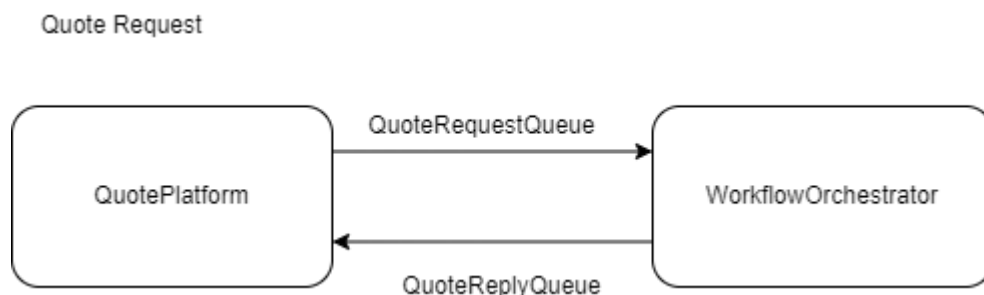 Quote Request
QuoteRequestQueue
QuotePlatform
WorkflowOrchestrator
QuoteReplyQueue